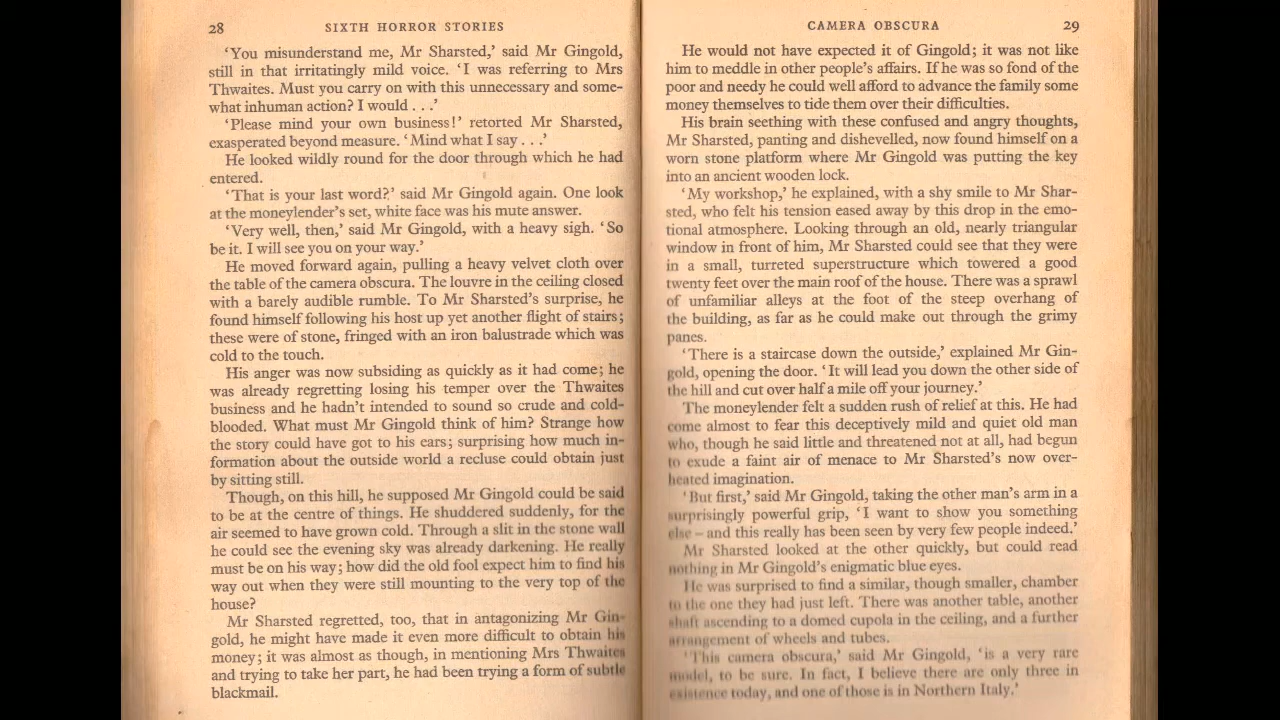 28 SIXTH HORROR STORIES
‘You misunderstand me, Mr Sharsted,’ said Mr Gingold,
still in that irritatingly mild voice. ‘I was referring to Mrs
Thwaites. Must you carry on with this unnecessary and some-
what inhuman action? I would . . .’
‘Please mind your own business!’ retorted Mr Sharsted,
exasperated beyond measure. ‘Mind what I say . . .’
He looked wildly round for the door through which he had
entered.
‘That is your last word?’ said Mr Gingold again. One look
at the moneylender’s set, white face was his mute answer.
‘Very well, then,’ said Mr Gingold, with a heavy sigh. ‘So
be it. I will see you on your way.’
He moved forward again, pulling a heavy velvet cloth over
the table of the camera obscura. The louvre in the ceiling closed
with a barely audible rumble. To Mr Sharsted’s surprise, he
found himself following his host up yet another flight of stairs;
these were of stone, fringed with an iron balustrade which was
cold to the touch.
His anger was now subsiding as quickly as it had come; he
was already regretting losing his temper over the Thwaites
business and he hadn’t intended to sound so crude and cold-
blooded. What must Mr Gingold think of him? Strange how
the story could have got to his ears; surprising how much in-
formation about the outside world a recluse could obtain just
by sitting still.
Though, on this hill, he supposed Mr Gingold could be said
to be at the centre of things. He shuddered suddenly, for the
air seemed to have grown cold. Through a slit in the stone wall
he could see the evening sky was already darkening. He really
must be on his way; how did the old fool expect him to find his
way out when they were still mounting to the very top of the
house?
Mr Sharsted regretted, too, that in antagonizing Mr Gin-
gold, he might have made it even more difficult to obtain his
money; it was almost as though, in mentioning Mrs Thwaites
and trying to take her part, he had been trying a form of subtle
blackmail.
CAMERA OBSCURA 29
He would not have expected it of Gingold; it was not like
him to meddle in other people’s affairs. If he was so fond of the
poor and needy he could well afford to advance the family some
money themselves to tide them over their difficulties.
His brain seething with these confused and angry thoughts,
Mr Sharsted, panting and dishevelled, now found himself on a
worn stone platform where Mr Gingold was putting the key
into an ancient wooden lock.
‘My workshop,’ he explained, with a shy smile to Mr Shar-
sted, who felt his tension eased away by this drop in the emo-
tional atmosphere. Looking through an old, nearly triangular
window in front of him, Mr Sharsted could see that they were
in a small, turreted superstructure which towered a good
twenty feet over the main roof of the house. There was a sprawl
of unfamiliar alleys at the foot of the steep overhang of
the building, as far as he could make out through the grimy
panes.
‘There is a staircase down the outside,’ explained Mr Gin-
gold, opening the door. ‘It will lead you down the other side of
the hill and cut over half a mile off your journey.’
The moneylender felt a sudden rush of relief at this. He had
come almost to fear this deceptively mild and quiet old man
who, though he said little and threatened not at all, had begun
to exude a faint air of menace to Mr Sharsted’s now over-
heated imagination.
‘But first,’ said Mr Gingold, taking the other man’s arm in a
surprisingly powerful grip, ‘I want to show you something
else – and this really has been seen by very few people indeed.’
Mr Sharsted looked at the other quickly, but could read
nothing in Mr Gingold’s enigmatic blue eyes.
He was surprised to find a similar, though smaller, chamber
to the one they had just left. There was another table, another
shaft ascending to a domed cupola in the ceiling, and a further
arrangement of wheels and tubes.
‘This camera obscura,’ said Mr Gingold, ‘is a very rare
model, to be sure. In fact, I believe there are only three in
existence today, and one of those is in Northern Italy.’